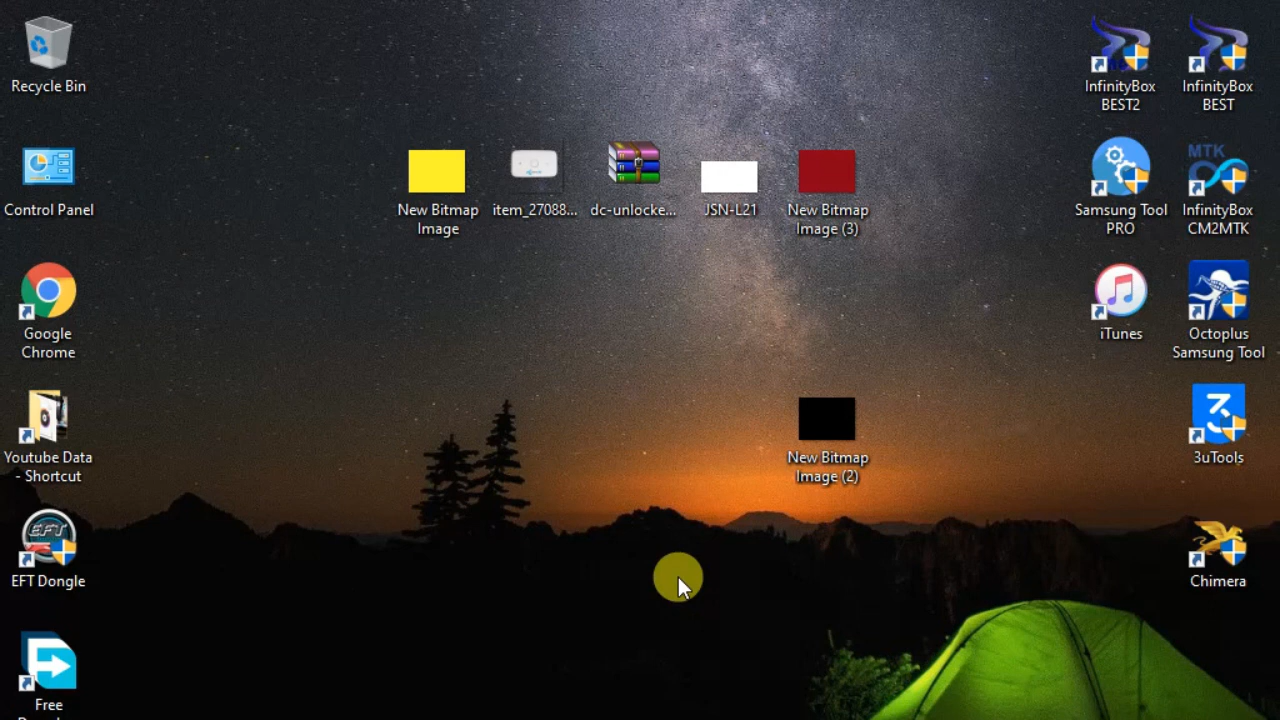 Recycle Bin
Control Panel
Google
Chrome
Youtube Data
- Shortcut
EFT
EFT Dongle
Free
New Bitmap
Image
item_27088...
dc-unlocke...
JSN-L21
New Bitmap
Image (3)
New Bitmap
Image (2)
InfinityBox
BEST2
InfinityBox
BEST
Samsung Tool
PRO
MTK
InfinityBox
CM2MTK
iTunes
Octoplus
Samsung Tool
3uTools
Chimera